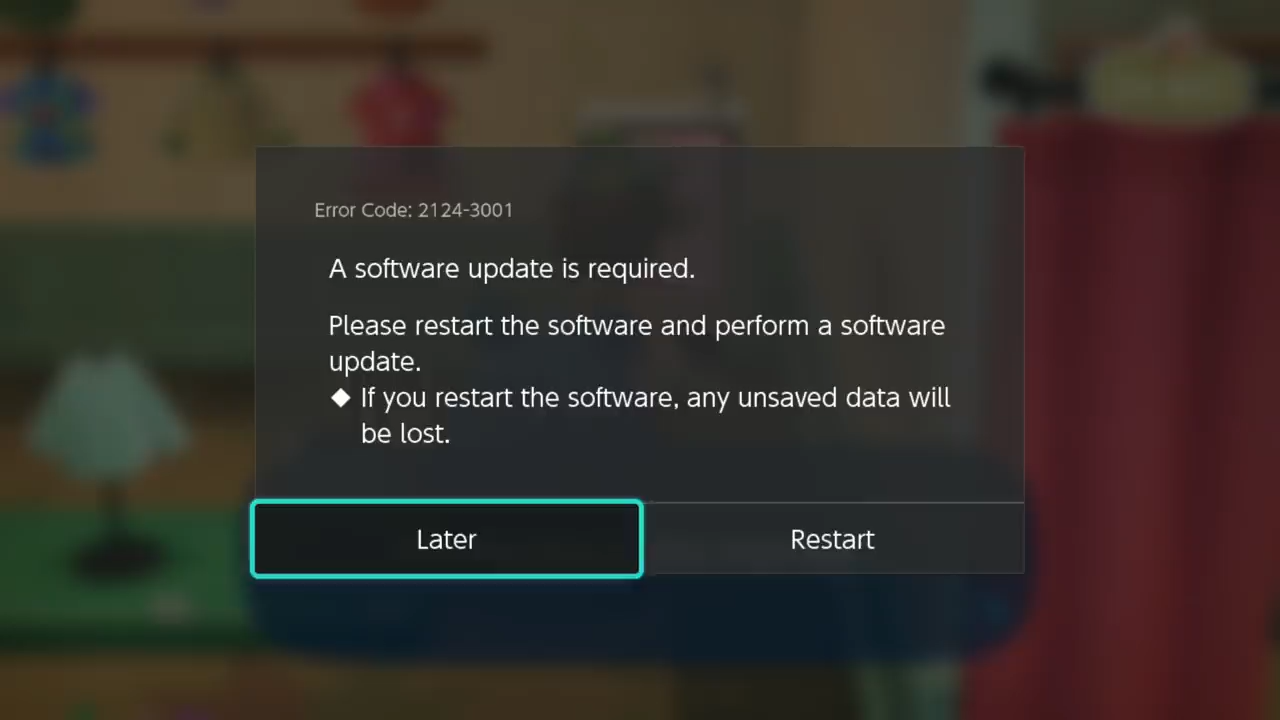 Error Code: 2124-3001
A software update is required.
Please restart the software and perform a software
update.
◆ If you restart the software, any unsaved data will
be lost.
Later
Restart